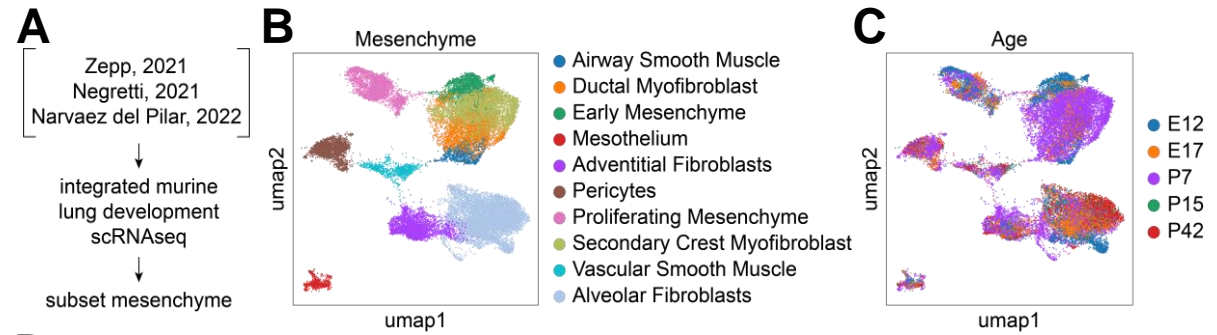 A
Zepp, 2021
Negretti, 2021
Narvaez del Pilar, 2022
integrated murine
lung development
scRNAseq
subset mesenchyme
B
Mesenchyme
umap2
umap1
Airway Smooth Muscle
Ductal Myofibroblast
Early Mesenchyme
Mesothelium
Adventitial Fibroblasts
Pericytes
Proliferating Mesenchyme
Secondary Crest Myofibroblast
Vascular Smooth Muscle
Alveolar Fibroblasts
C
Age
umap2
umap1
E12
E17
P7
P15
P42